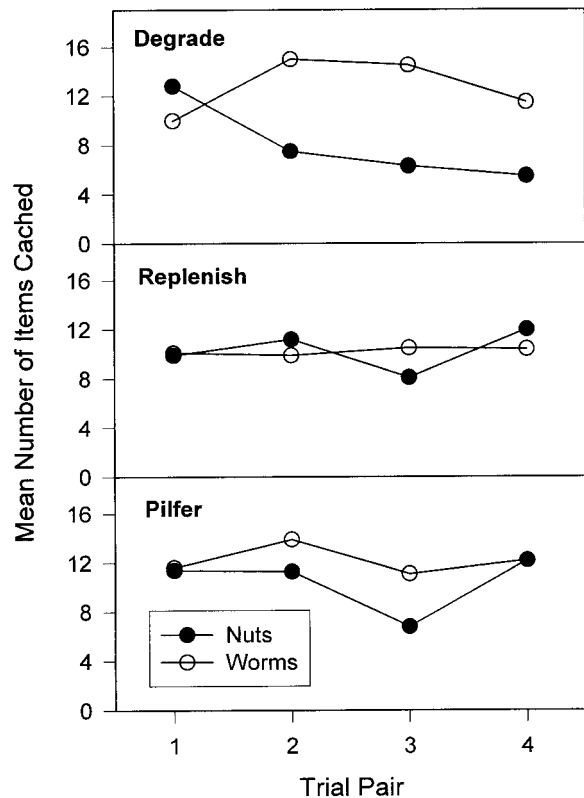 Mean Number of Items Cached
Degrade
16
12
8
4
0
Replenish
16
12
8
4
0
Pilfer
16
12
8
4
0
Nuts
Worms
1 2 3 4
Trial Pair